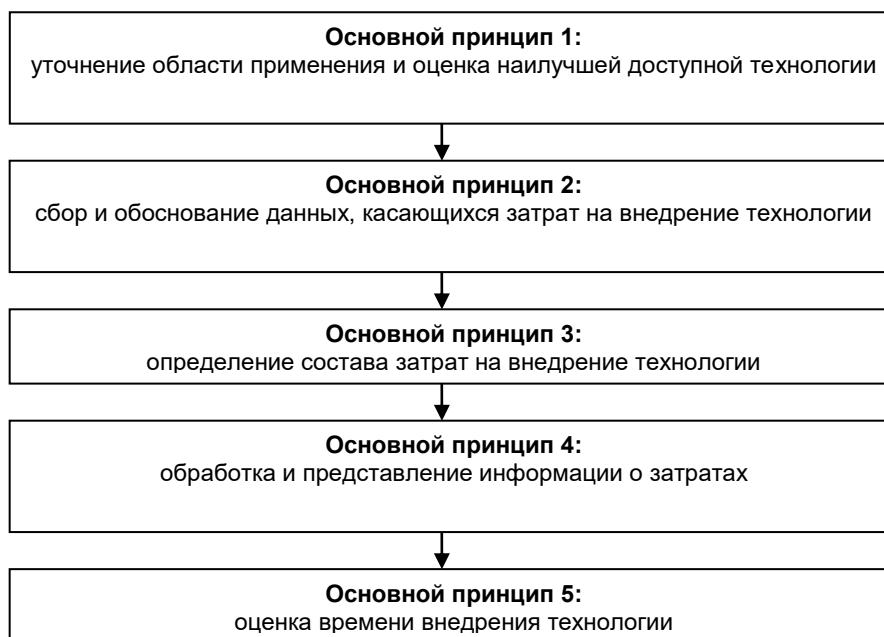 Основной принцип 1:
уточнение области применения и оценка наилучшей доступной технологии
Основной принцип 2:
сбор и обоснование данных, касающихся затрат на внедрение технологии
Основной принцип 3:
определение состава затрат на внедрение технологии
Основной принцип 4:
обработка и представление информации о затратах
Основной принцип 5:
оценка времени внедрения технологии